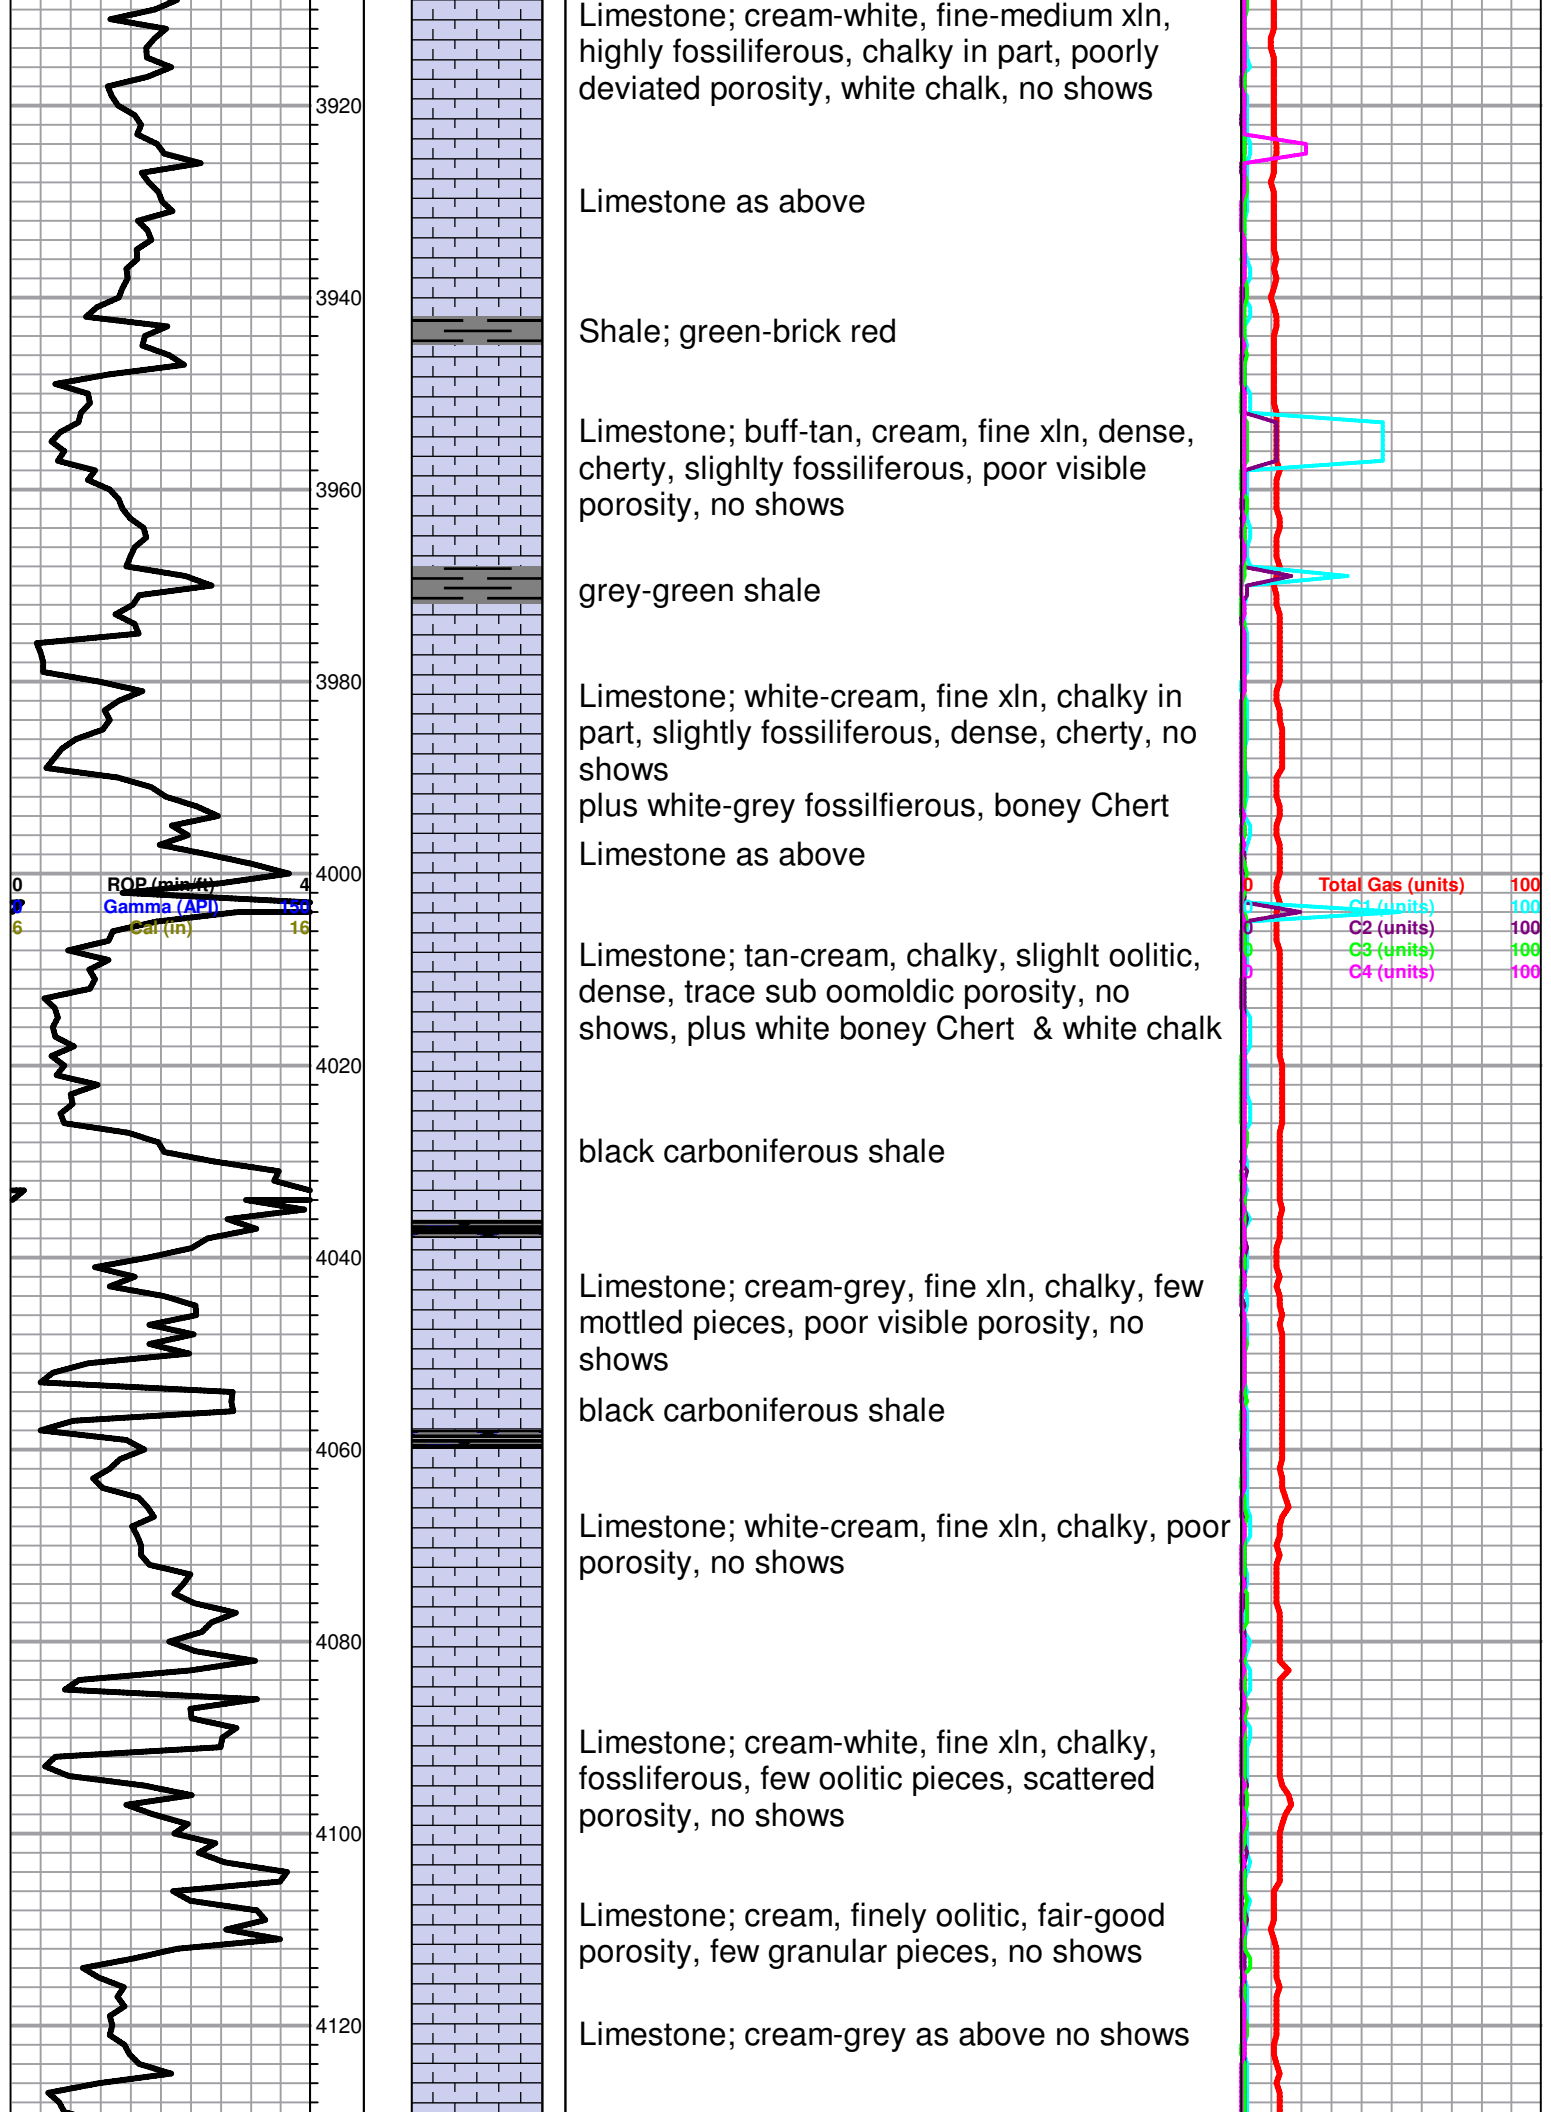 Limestone; cream-white, fine-medium xln,
highly fossiliferous, chalky in part, poorly
deviated porosity, white chalk, no shows
3920
Limestone as above
3940
Shale; green-brick red
Limestone; buff-tan, cream, fine xln, dense,
cherty, slighlty fossiliferous, poor visible
porosity, no shows
3960
grey-green shale
3980
Limestone; white-cream, fine xln, chalky in
part, slightly fossiliferous, dense, cherty, no
shows
plus white-grey fossilfierous, boney Chert
Limestone as above
4000
0 ROP (min/ft) 4
0 Gamma (API) 150
6 Cal (in) 16
0 Total Gas (units) 100
0 C1 (units) 100
0 C2 (units) 100
0 C3 (units) 100
0 C4 (units) 100
Limestone; tan-cream, chalky, slighlt oolitic,
dense, trace sub oomoldic porosity, no
shows, plus white boney Chert & white chalk
4020
black carboniferous shale
4040
Limestone; cream-grey, fine xln, chalky, few
mottled pieces, poor visible porosity, no
shows
black carboniferous shale
4060
Limestone; white-cream, fine xln, chalky, poor
porosity, no shows
4080
Limestone; cream-white, fine xln, chalky,
fossliferous, few oolitic pieces, scattered
porosity, no shows
4100
Limestone; cream, finely oolitic, fair-good
porosity, few granular pieces, no shows
4120
Limestone; cream-grey as above no shows